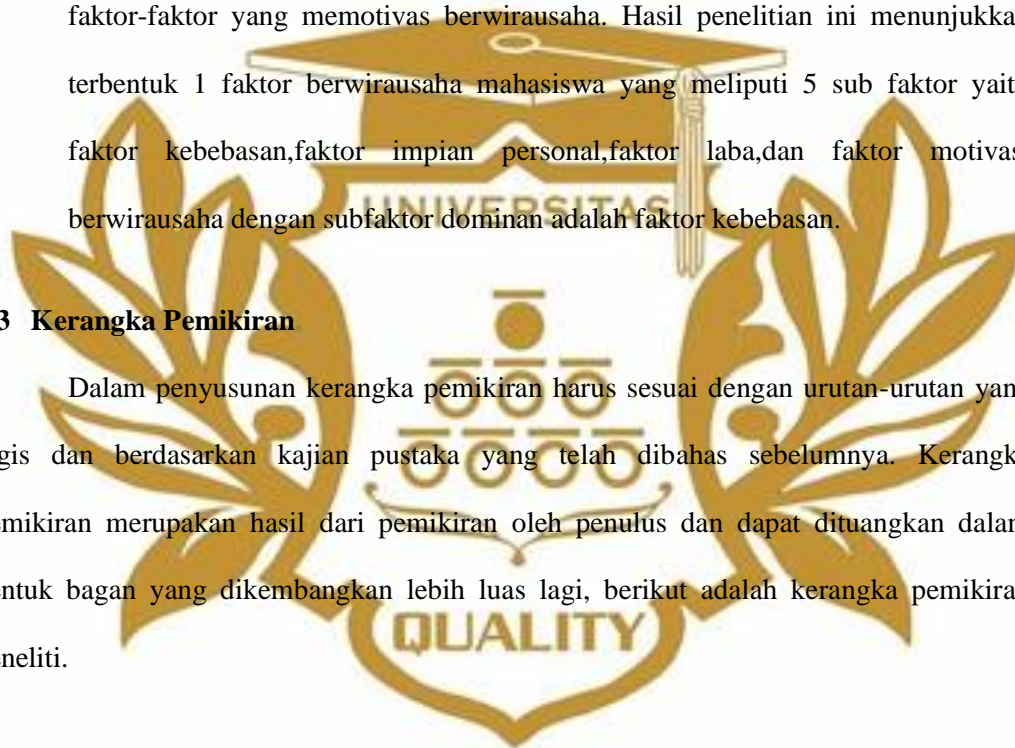 faktor-faktor yang memotivas berwirausaha. Hasil penelitian ini menunjukka
terbentuk 1 faktor berwirausaha mahasiswa yang meliputi 5 sub faktor yait
faktor kebebasan,faktor impian personal,faktor laba,dan faktor motivas
UNIVERSITAS
berwirausaha dengan subfaktor dominan adalah faktor kebebasan.
3 Kerangka Pemikiran
Dalam penyusunan kerangka pemikiran harus sesuai dengan urutan-urutan yan
gis dan berdasarkan kajian pustaka yang telah dibahas sebelumnya. Kerangk
emikiran merupakan hasil dari pemikiran oleh penulus dan dapat dituangkan dalam
entuk bagan yang dikembangkan lebih luas lagi, berikut adalah kerangka pemikira
QUALITY
eneliti.